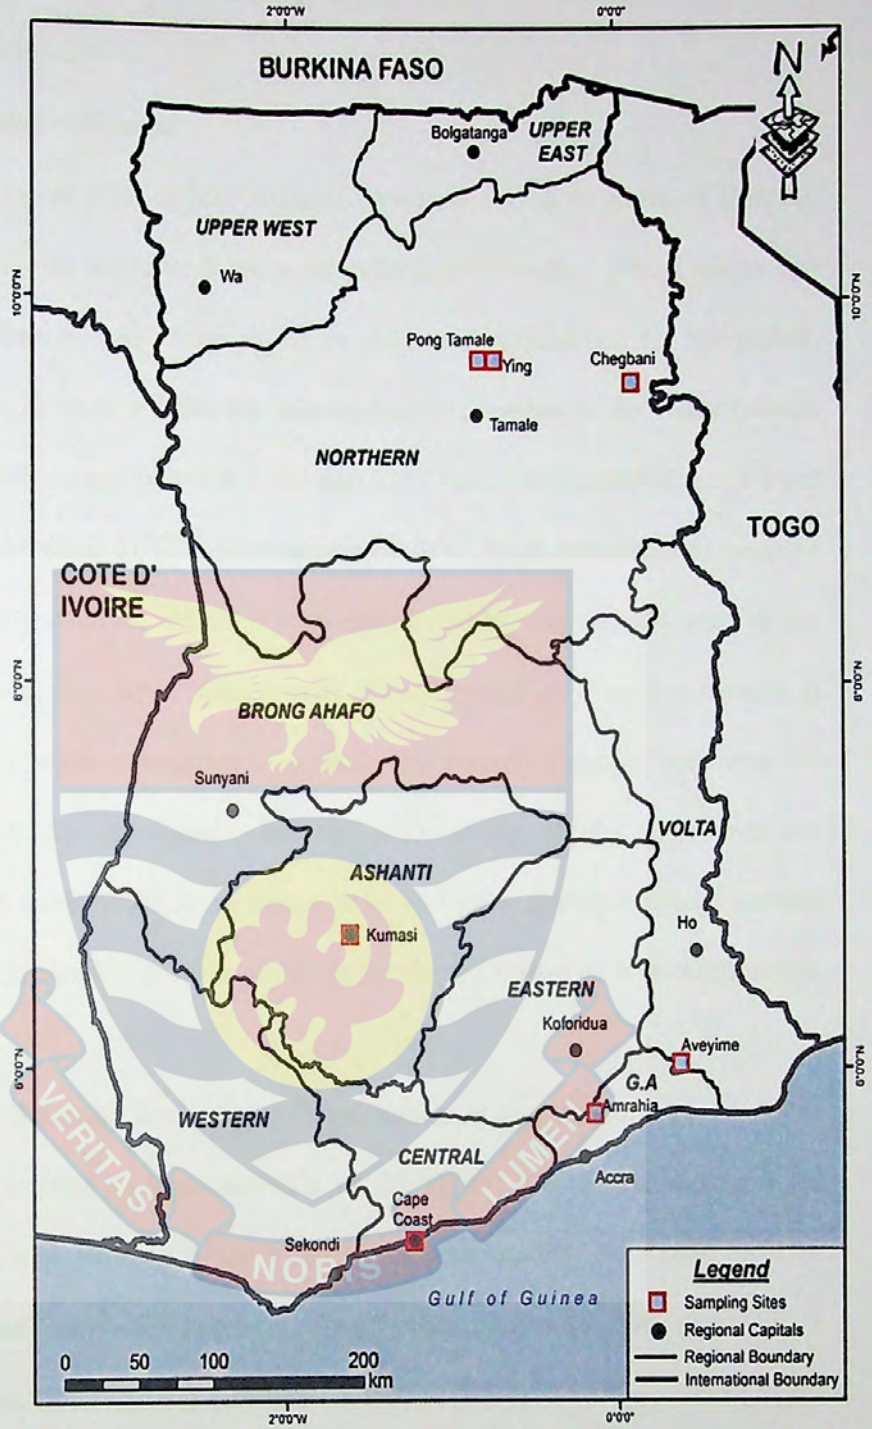 2°0'0"W
0°0'0"
BURKINA FASO
N
Bolgatanga
UPPER
EAST
UPPER WEST
Wa
10°0'0"N
10°0'0"N
Pong Tamale
Ying
Chegbani
Tamale
NORTHERN
TOGO
COTE D'
IVOIRE
8°0'0"N
8°0'0"N
BRONG AHAFO
Sunyani
VOLTA
ASHANTI
Kumasi
Ho
EASTERN
Koforidua
Aveyime
6°0'0"N
6°0'0"N
G.A
Amrahia
WESTERN
CENTRAL
Accra
Cape
Coast
Sekondi
VERITAS
NOBIS
LUMEN
Gulf of Guinea
Legend
Sampling Sites
Regional Capitals
Regional Boundary
International Boundary
0 50 100 200
km
2°0'0"W
0°0'0"